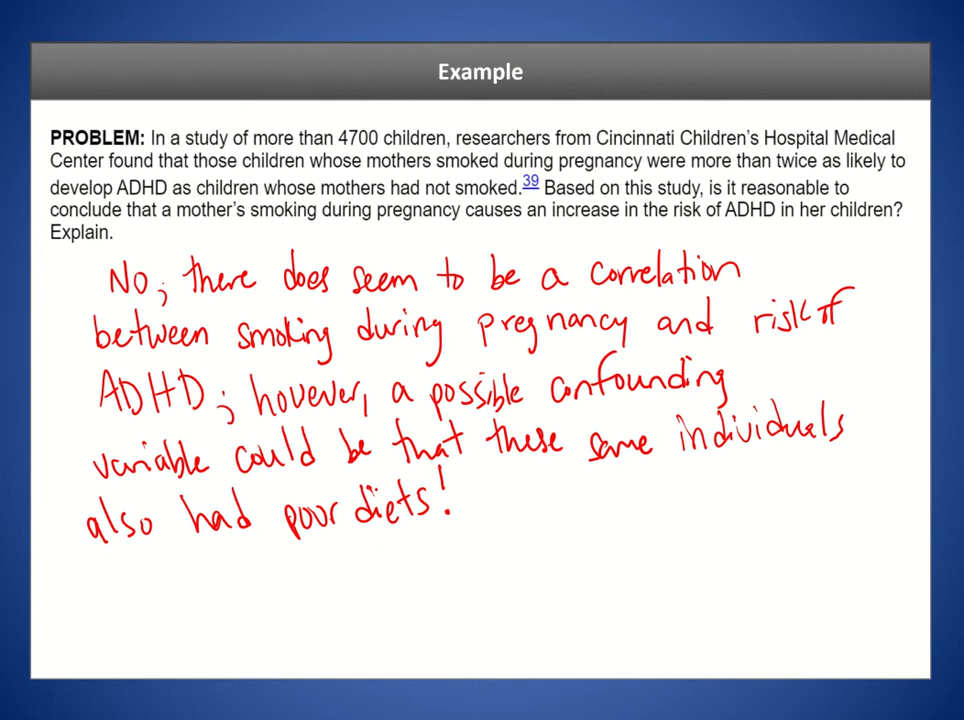 Example
PROBLEM: In a study of more than 4700 children, researchers from Cincinnati Children's Hospital Medical
Center found that those children whose mothers smoked during pregnancy were more than twice as likely to
develop ADHD as children whose mothers had not smoked.39 Based on this study, is it reasonable to
conclude that a mother's smoking during pregnancy causes an increase in the risk of ADHD in her children?
Explain.
No; there does seem to be a correlation
between smoking during pregnancy and risk of
ADHD; however, a possible confounding
variable could be that these same individuals
also had poor diets!